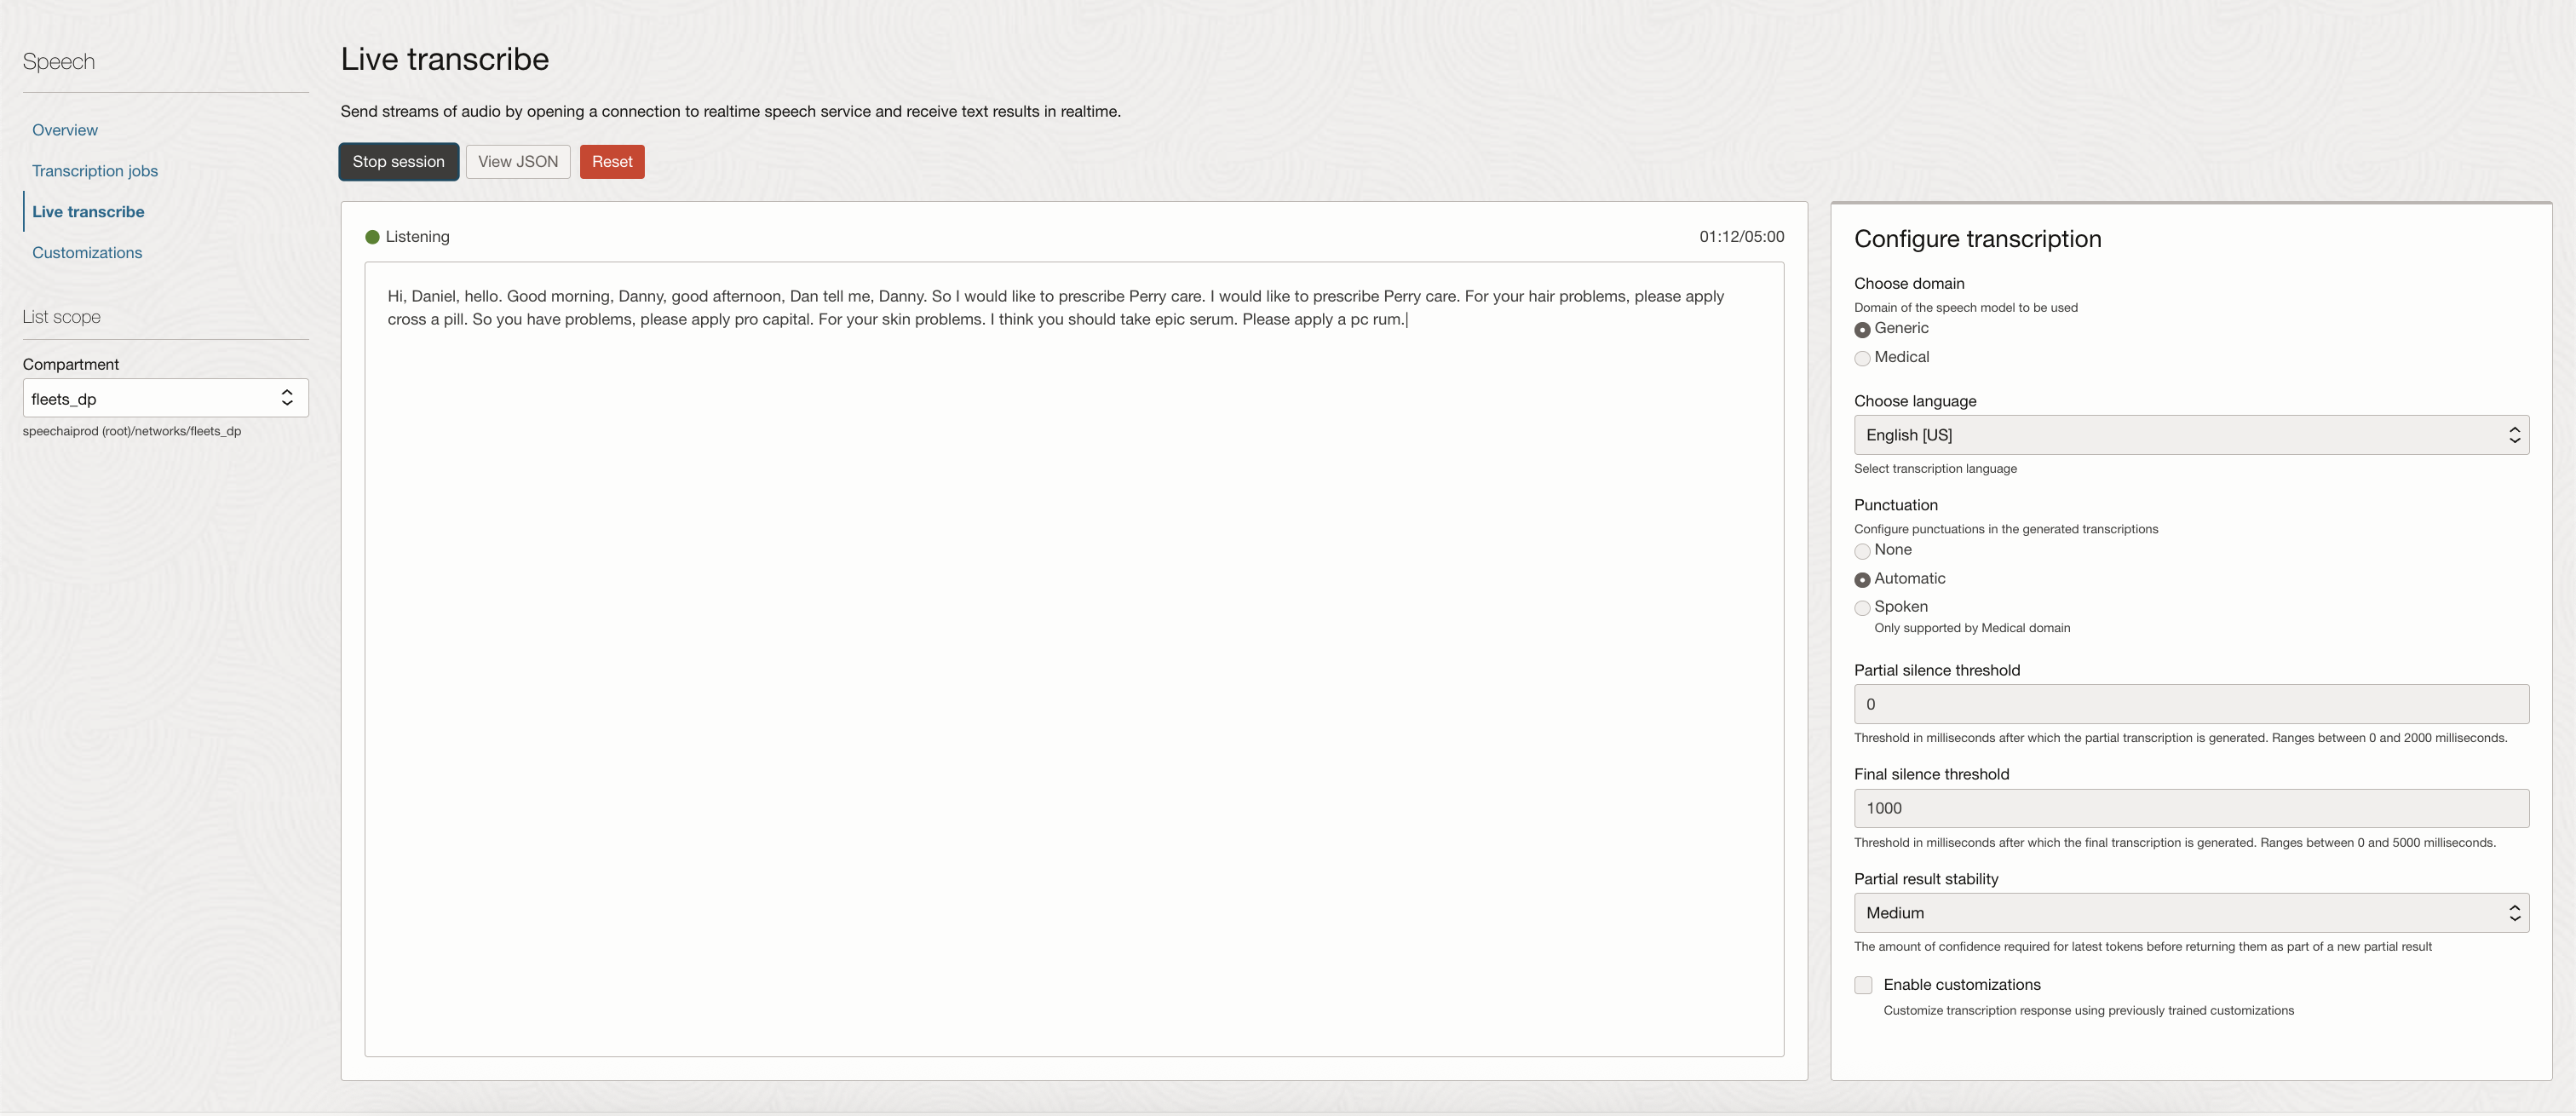 Speech
Overview
Transcription jobs
Live transcribe
Customizations
List scope
Compartment
fleets_dp
speechaiprod (root)/networks/fleets_dp
Live transcribe
Send streams of audio by opening a connection to realtime speech service and receive text results in realtime.
Stop session
View JSON
Reset
Listening
01:12/05:00
Hi, Daniel, hello. Good morning, Danny, good afternoon, Dan tell me, Danny. So I would like to prescribe Perry care. I would like to prescribe Perry care. For your hair problems, please apply
cross a pill. So you have problems, please apply pro capital. For your skin problems. I think you should take epic serum. Please apply a pc rum.
Configure transcription
Choose domain
Domain of the speech model to be used
Generic
Medical
Choose language
English [US]
Select transcription language
Punctuation
Configure punctuations in the generated transcriptions
None
Automatic
Spoken
Only supported by Medical domain
Partial silence threshold
0
Threshold in milliseconds after which the partial transcription is generated. Ranges between 0 and 2000 milliseconds.
Final silence threshold
1000
Threshold in milliseconds after which the final transcription is generated. Ranges between 0 and 5000 milliseconds.
Partial result stability
Medium
The amount of confidence required for latest tokens before returning them as part of a new partial result
Enable customizations
Customize transcription response using previously trained customizations